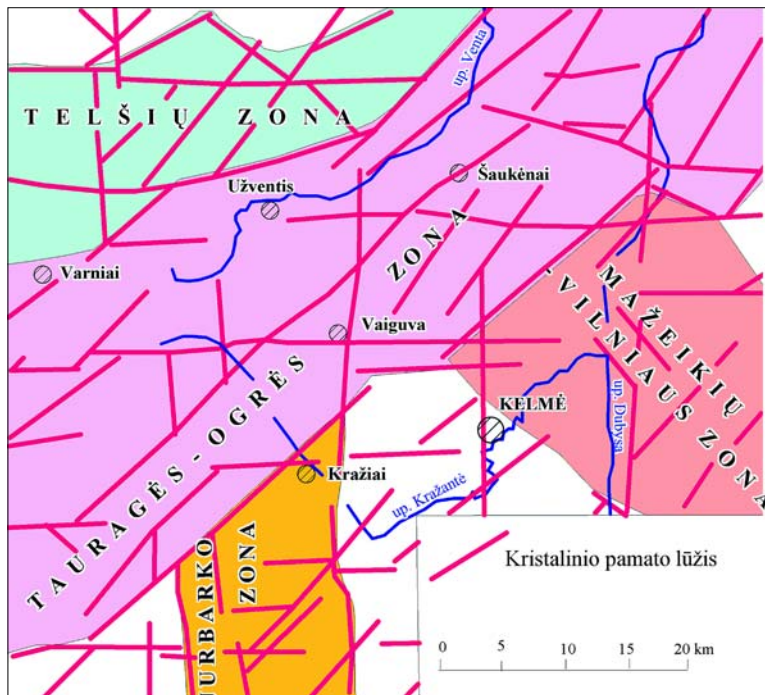 up. Venta
TELŠIŲ ZONA
Užventis
Šaukėnai
ZONA
Varniai
MAŽEIKIŲ
-VILNIAUS ZONA
Vaiguva
TAURAGĖS - OGRĖS
KELMĖ
up. Dubysa
Kražiai
up. Kražantė
JURBARKO
ZONA
Kristalinio pamato lūžis
0 5 10 15 20 km